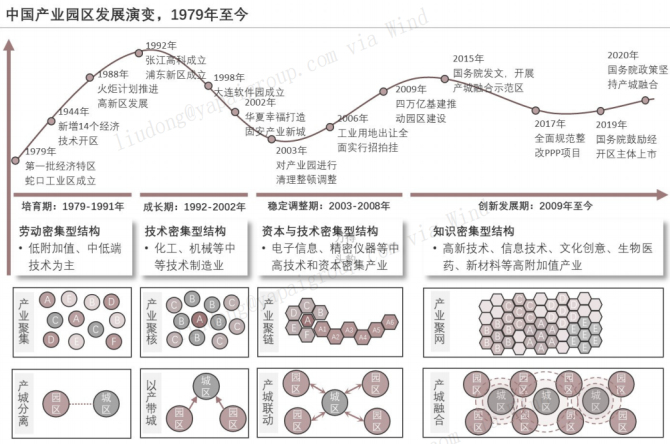 中国产业园区发展演变，1979年至今
1992年
张江高科成立
浦东新区成立
1988年
火炬计划推进
高新区发展
1944年
新增14个经济
技术开区
1979年
第一批经济特区
蛇口工业区成立
1998年
大连软件园成立
2002年
华夏幸福打造
固安产业新城
2003年
对产业园进行
清理整顿调整
2006年
工业用地出让全
面实行招拍挂
2009年
四万亿基建推
动园区建设
2015年
国务院发文、开展
产城融合示范区
2017年
全面规范整
改PPP项目
2019年
国务院鼓励经
开区主体上市
2020年
国务院政策坚
持产城融合
培育期：1979-1991年
成长期：1992-2002年
稳定调整期：2003-2008年
创新发展期：2009年至今
劳动密集型结构
• 低附加值、中低端
技术为主
技术密集型结构
• 化工、机械等中
等技术制造业
资本与技术密集型结构
• 电子信息、精密仪器等中
高技术和资本密集产业
知识密集型结构
• 高新技术、信息技术、文化创意、生物医
药、新材料等高附加值产业
产业聚集
产业聚核
产业聚链
产业聚网
产城分离
园区
城区
以产带城
城区
园区
园区
产城联动
园区
园区
城区
园区
园区
产城融合
园区
园区
园区
园区
城区
城区
城区
园区
园区
园区
园区